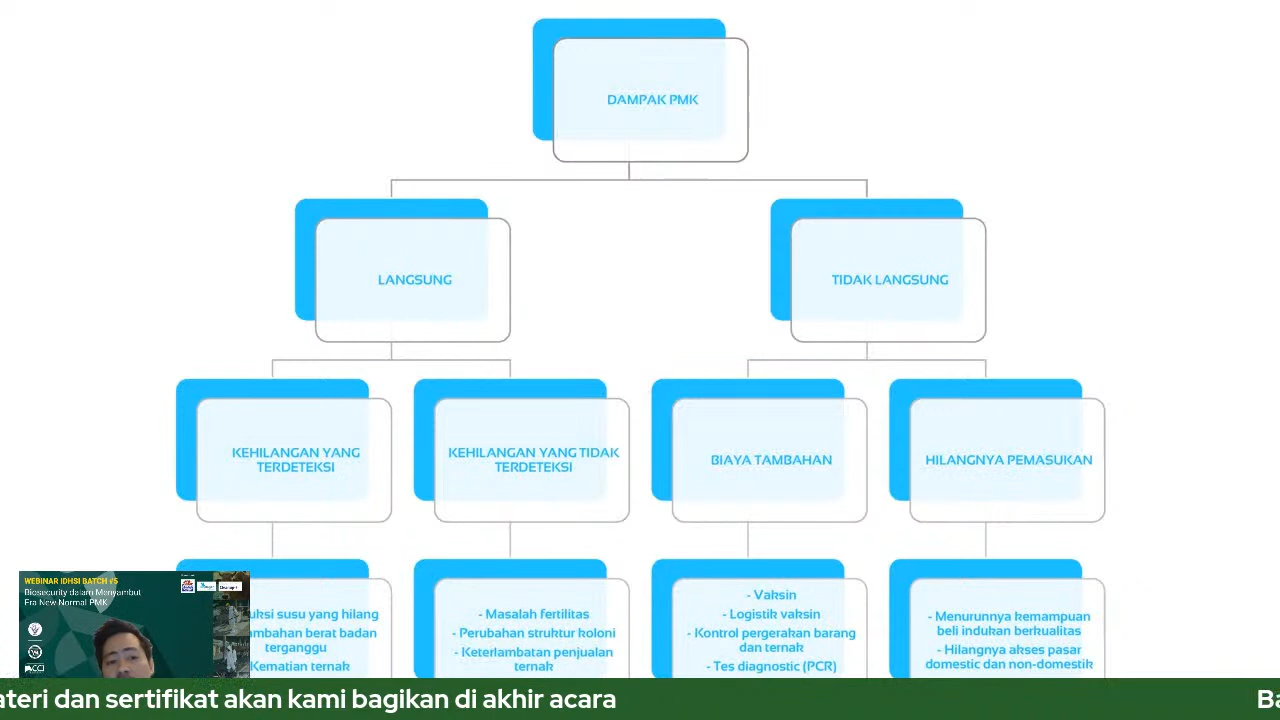 DAMPAK PMK
LANGSUNG
TIDAK LANGSUNG
KEHILANGAN YANG
TERDETEKSI
KEHILANGAN YANG TIDAK
TERDETEKSI
BIAYA TAMBAHAN
HILANGNYA PEMASUKAN
uksi susu yang hilang
mbahan berat badan
terganggu
Kematian ternak
- Masalah fertilitas
- Perubahan struktur koloni
- Keterlambatan penjualan
ternak
- Vaksin
- Logistik vaksin
- Kontrol pergerakan barang
dan ternak
- Tes diagnostic (PCR)
- Menurunnya kemampuan
beli indukan berkualitas
- Hilangnya akses pasar
domestic dan non-domestik
WEBINAR IDHSI BATCH #5
Biosecurity dalam Menyambut
Era New Normal PMK
ateri dan sertifikat akan kami bagikan di akhir acara
Ba